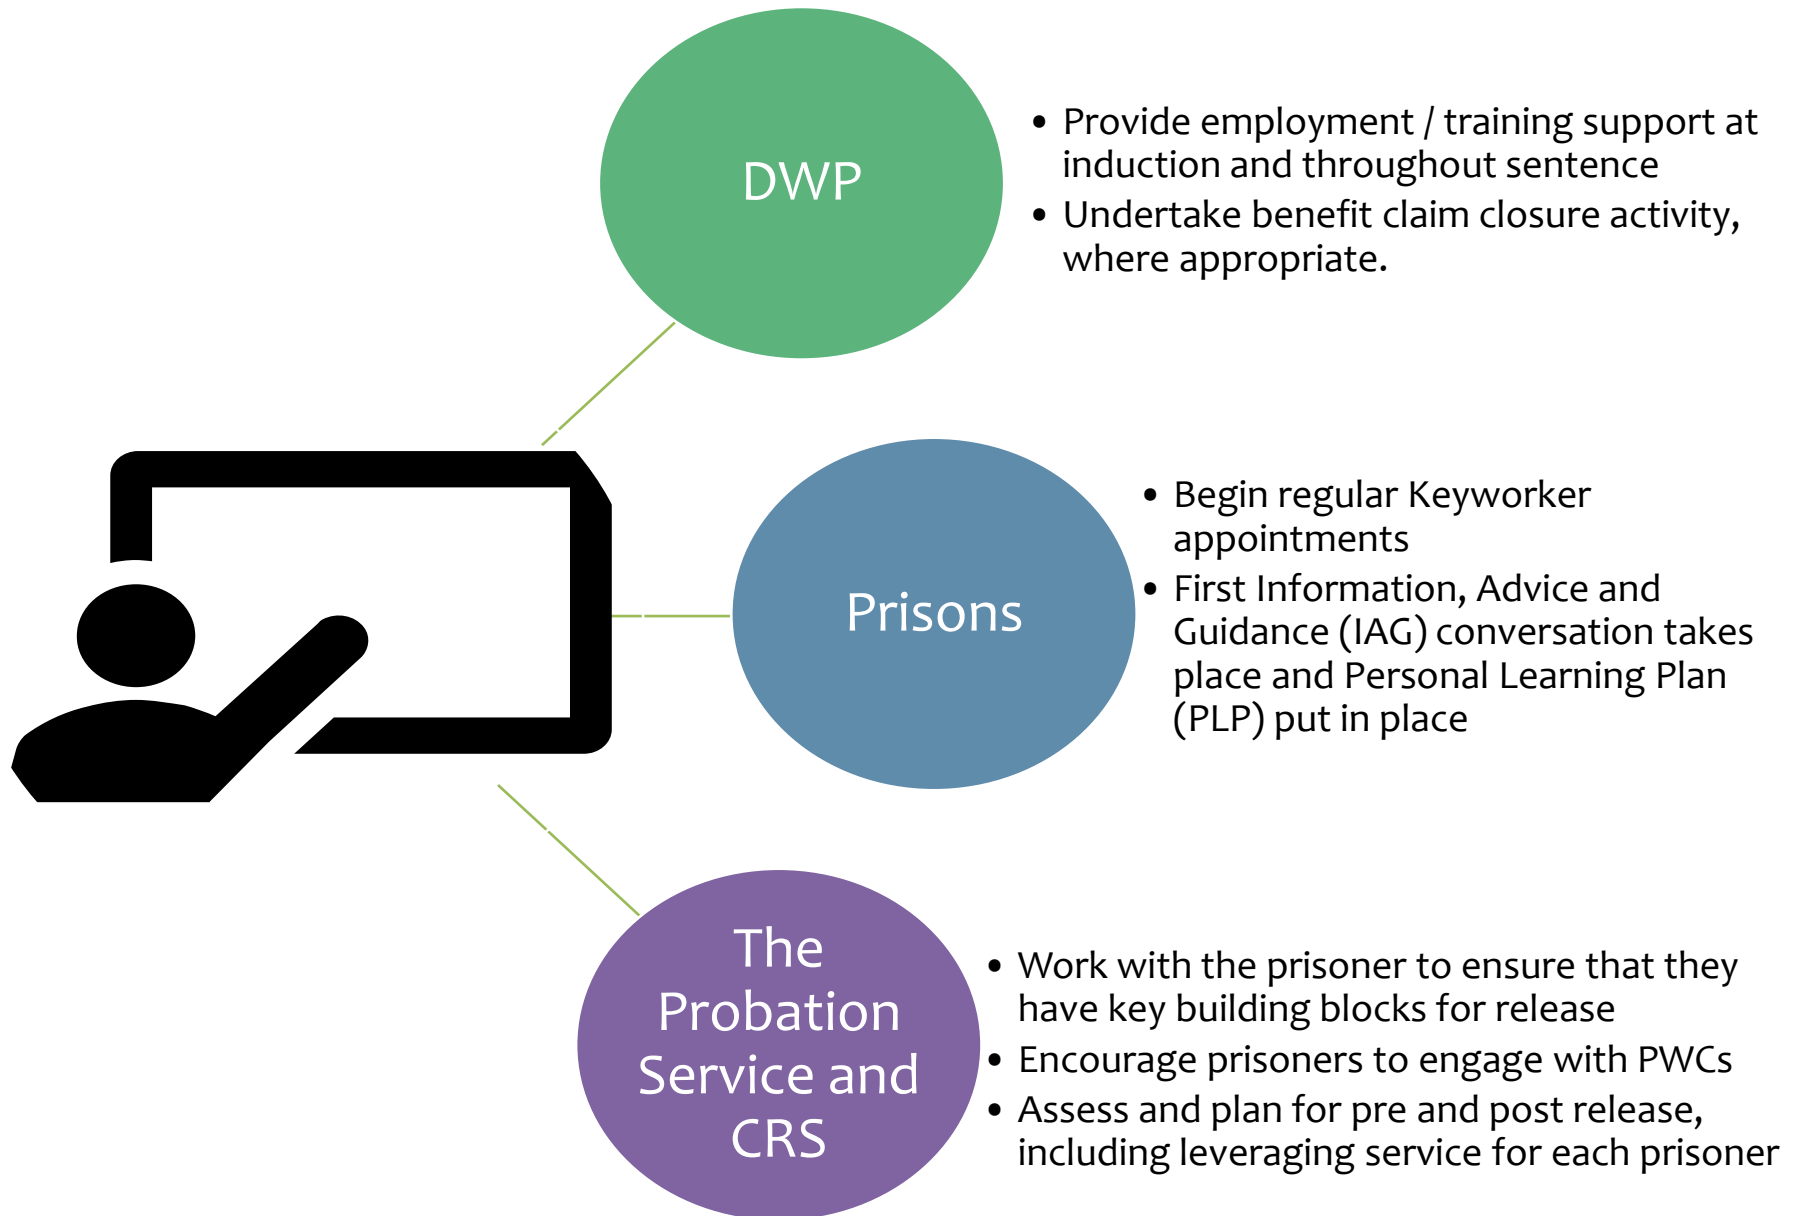 DWP
• Provide employment / training support at
induction and throughout sentence
• Undertake benefit claim closure activity,
where appropriate.
Prisons
• Begin regular Keyworker
appointments
• First Information, Advice and
Guidance (IAG) conversation takes
place and Personal Learning Plan
(PLP) put in place
The
Probation
Service and
CRS
• Work with the prisoner to ensure that they
have key building blocks for release
• Encourage prisoners to engage with PWCs
• Assess and plan for pre and post release,
including leveraging service for each prisoner